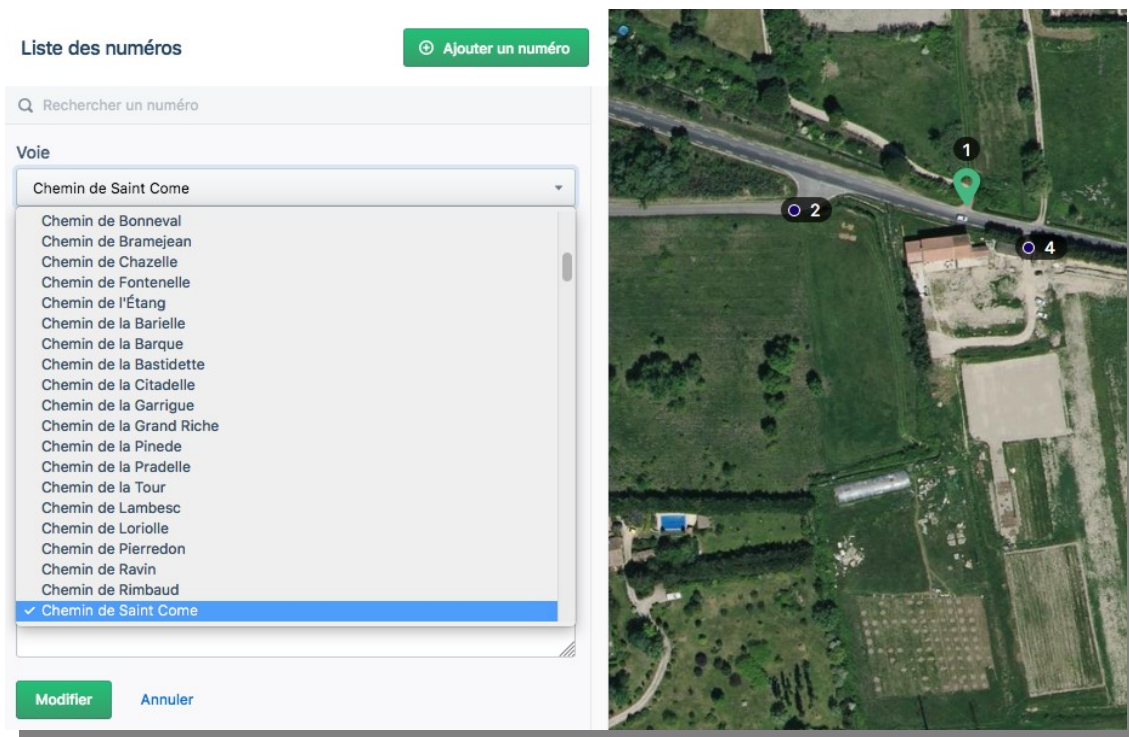 Liste des numéros
Ajouter un numéro
Rechercher un numéro
Voie
Chemin de Saint Come
Chemin de Bonneval
Chemin de Bramejean
Chemin de Chazelle
Chemin de Fontenelle
Chemin de l'Étang
Chemin de la Barielle
Chemin de la Barque
Chemin de la Bastidette
Chemin de la Citadelle
Chemin de la Garrigue
Chemin de la Grand Riche
Chemin de la Pinede
Chemin de la Pradelle
Chemin de la Tour
Chemin de Lambesc
Chemin de Loriolle
Chemin de Pierredon
Chemin de Ravin
Chemin de Rimbaud
✓ Chemin de Saint Come
Modifier
Annuler
1
2
4